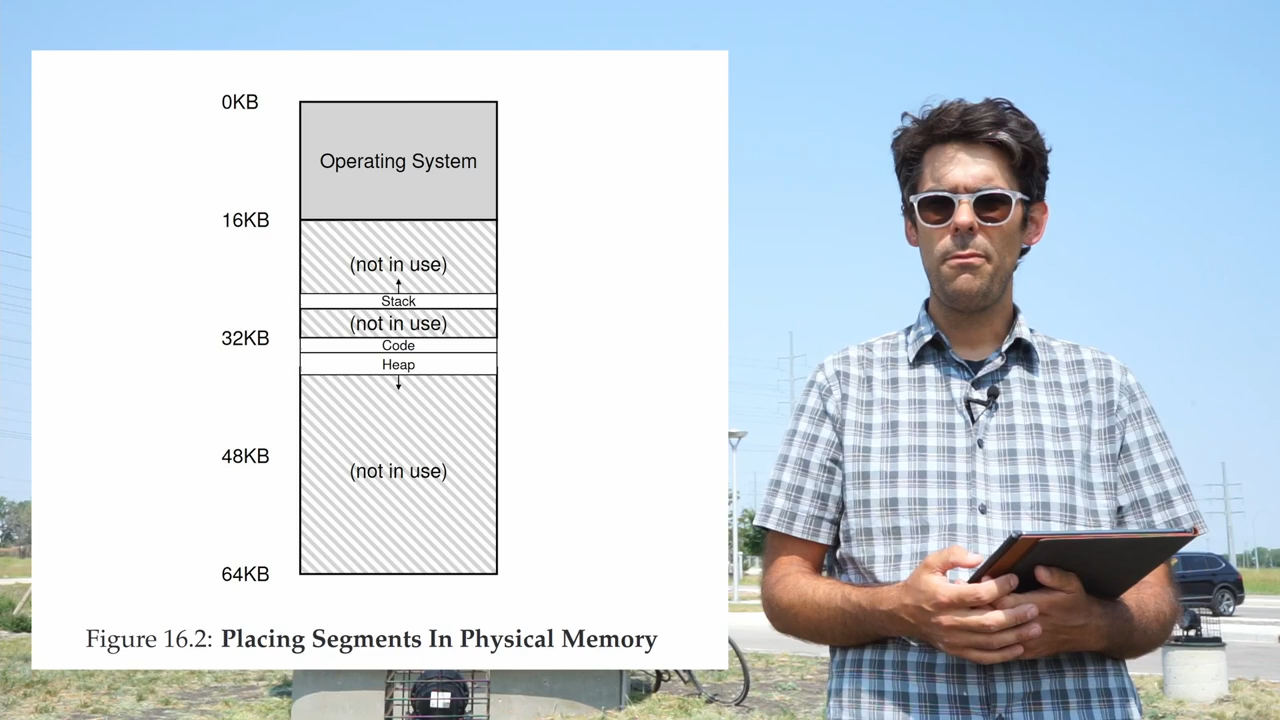 0KB
Operating System
16KB
(not in use)
Stack
(not in use)
32KB
Code
Heap
48KB
(not in use)
64KB
Figure 16.2: Placing Segments In Physical Memory